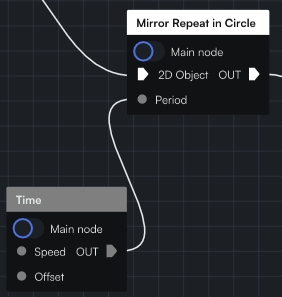 Mirror Repeat in Circle
Main node
2D Object OUT
Period
Time
Main node
Speed OUT
Offset